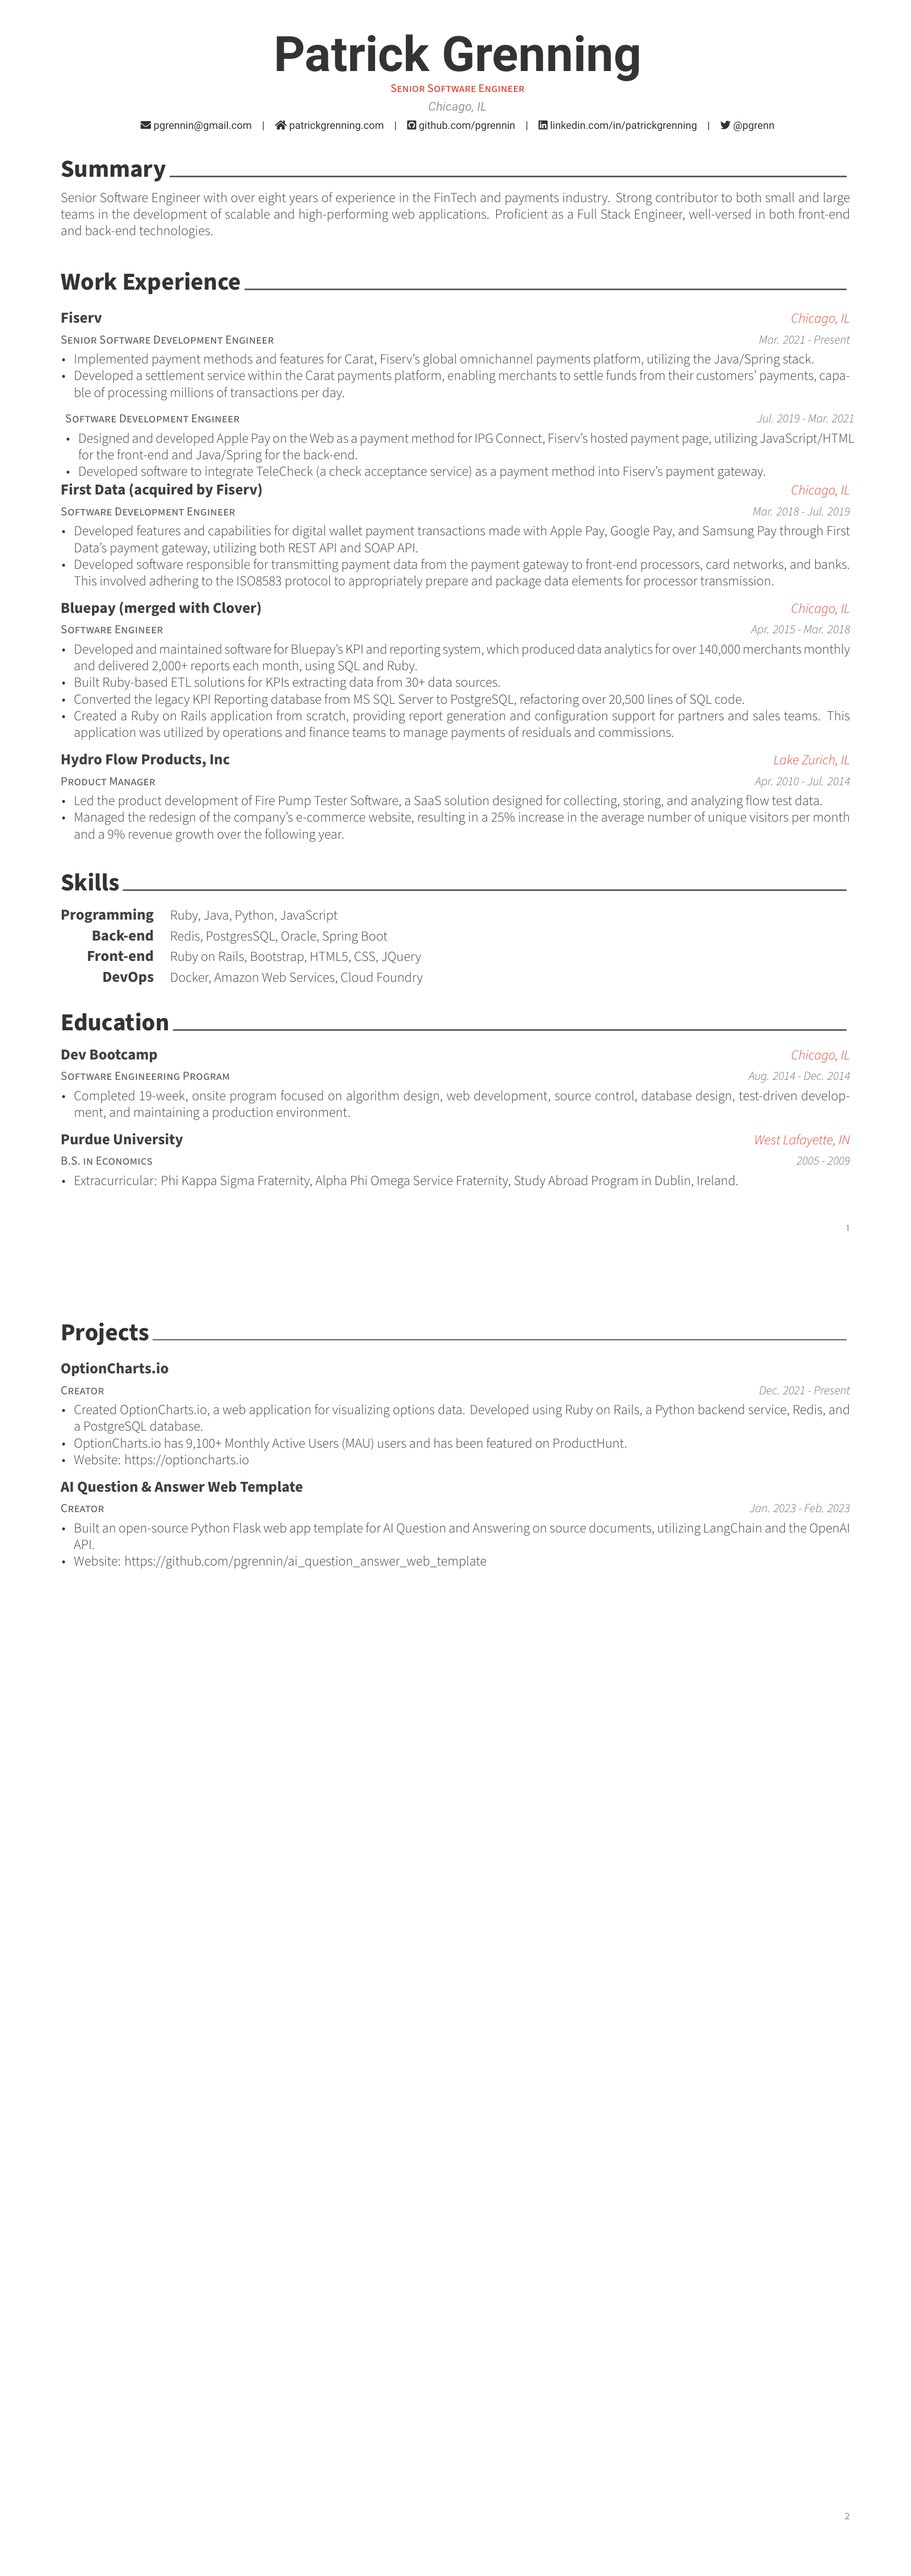 Patrick Grenning
Senior Software Engineer
Chicago, IL
pgrennin@gmail.com | patrickgrenning.com | github.com/pgrennin | linkedin.com/in/patrickgrenning | @pgrenn
Summary
Senior Software Engineer with over eight years of experience in the FinTech and payments industry. Strong contributor to both small and large
teams in the development of scalable and high-performing web applications. Proficient as a Full Stack Engineer, well-versed in both front-end
and back-end technologies.
Work Experience
Fiserv Chicago, IL
Senior Software Development Engineer Mar. 2021 - Present
• Implemented payment methods and features for Carat, Fiserv’s global omnichannel payments platform, utilizing the Java/Spring stack.
• Developed a settlement service within the Carat payments platform, enabling merchants to settle funds from their customers’ payments, capa-
ble of processing millions of transactions per day.
Software Development Engineer Jul. 2019 - Mar. 2021
• Designed and developed Apple Pay on the Web as a payment method for IPG Connect, Fiserv’s hosted payment page, utilizing JavaScript/HTML
for the front-end and Java/Spring for the back-end.
• Developed software to integrate TeleCheck (a check acceptance service) as a payment method into Fiserv’s payment gateway.
First Data (acquired by Fiserv) Chicago, IL
Software Development Engineer Mar. 2018 - Jul. 2019
• Developed features and capabilities for digital wallet payment transactions made with Apple Pay, Google Pay, and Samsung Pay through First
Data’s payment gateway, utilizing both REST API and SOAP API.
• Developed software responsible for transmitting payment data from the payment gateway to front-end processors, card networks, and banks.
This involved adhering to the ISO8583 protocol to appropriately prepare and package data elements for processor transmission.
Bluepay (merged with Clover) Chicago, IL
Software Engineer Apr. 2015 - Mar. 2018
• Developed and maintained software for Bluepay’s KPI and reporting system, which produced data analytics for over 140,000 merchants monthly
and delivered 2,000+ reports each month, using SQL and Ruby.
• Built Ruby-based ETL solutions for KPIs extracting data from 30+ data sources.
• Converted the legacy KPI Reporting database from MS SQL Server to PostgreSQL, refactoring over 20,500 lines of SQL code.
• Created a Ruby on Rails application from scratch, providing report generation and configuration support for partners and sales teams. This
application was utilized by operations and finance teams to manage payments of residuals and commissions.
Hydro Flow Products, Inc Lake Zurich, IL
Product Manager Apr. 2010 - Jul. 2014
• Led the product development of Fire Pump Tester Software, a SaaS solution designed for collecting, storing, and analyzing flow test data.
• Managed the redesign of the company’s e-commerce website, resulting in a 25% increase in the average number of unique visitors per month
and a 9% revenue growth over the following year.
Skills
Programming Ruby, Java, Python, JavaScript
Back-end Redis, PostgresSQL, Oracle, Spring Boot
Front-end Ruby on Rails, Bootstrap, HTML5, CSS, JQuery
DevOps Docker, Amazon Web Services, Cloud Foundry
Education
Dev Bootcamp Chicago, IL
Software Engineering Program Aug. 2014 - Dec. 2014
• Completed 19-week, onsite program focused on algorithm design, web development, source control, database design, test-driven develop-
ment, and maintaining a production environment.
Purdue University West Lafayette, IN
B.S. in Economics 2005 - 2009
• Extracurricular: Phi Kappa Sigma Fraternity, Alpha Phi Omega Service Fraternity, Study Abroad Program in Dublin, Ireland.
1
Projects
OptionCharts.io
Creator Dec. 2021 - Present
• Created OptionCharts.io, a web application for visualizing options data. Developed using Ruby on Rails, a Python backend service, Redis, and
a PostgreSQL database.
• OptionCharts.io has 9,100+ Monthly Active Users (MAU) users and has been featured on ProductHunt.
• Website: https://optioncharts.io
AI Question & Answer Web Template
Creator Jan. 2023 - Feb. 2023
• Built an open-source Python Flask web app template for AI Question and Answering on source documents, utilizing LangChain and the OpenAI
API.
• Website: https://github.com/pgrennin/ai_question_answer_web_template
2